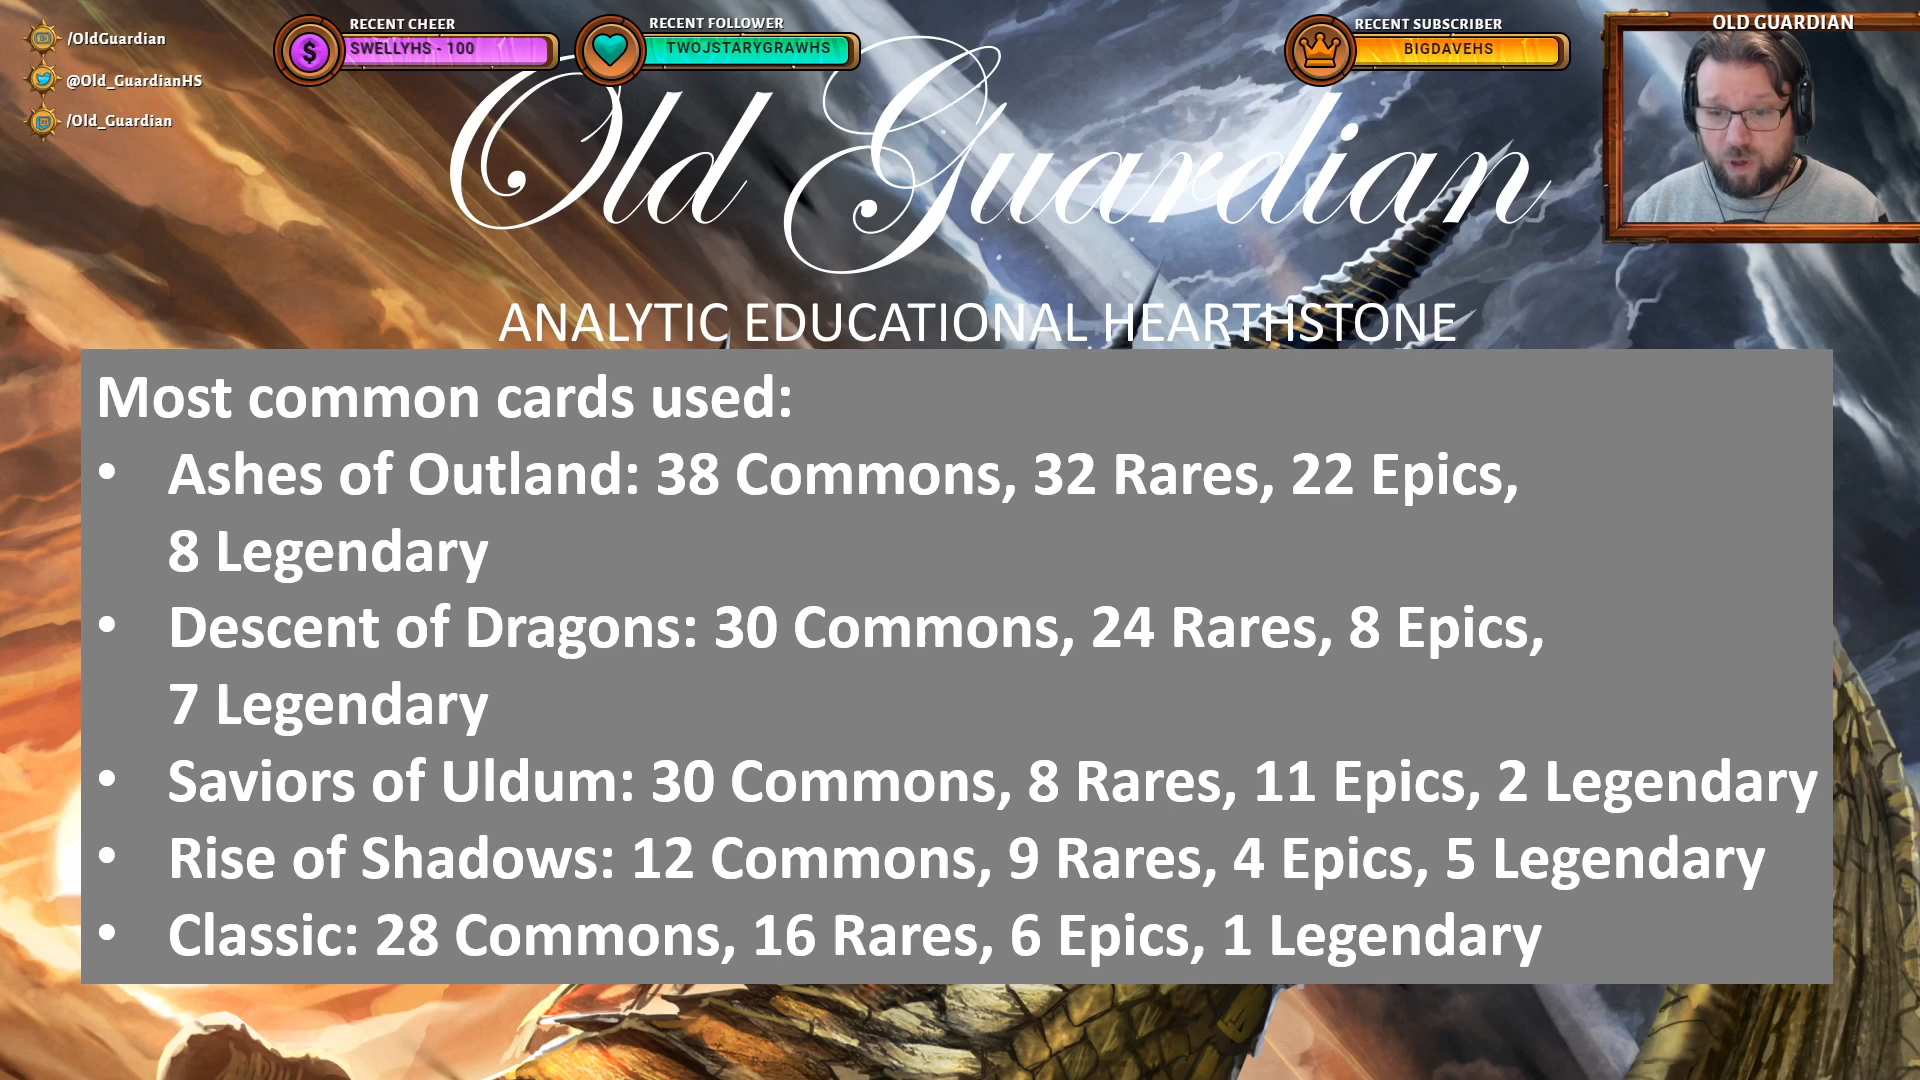 /OldGuardian
@Old_GuardianHS
/Old_Guardian
RECENT CHEER
SWELLYHS - 100
RECENT FOLLOWER
TWOJSTARYGRAWHS
RECENT SUBSCRIBER
BIGDAVEHS
OLD GUARDIAN
Old Guardian
ANALYTIC EDUCATIONAL HEARTHSTONE
Most common cards used:
• Ashes of Outland: 38 Commons, 32 Rares, 22 Epics,
8 Legendary
• Descent of Dragons: 30 Commons, 24 Rares, 8 Epics,
7 Legendary
• Saviors of Uldum: 30 Commons, 8 Rares, 11 Epics, 2 Legendary
• Rise of Shadows: 12 Commons, 9 Rares, 4 Epics, 5 Legendary
• Classic: 28 Commons, 16 Rares, 6 Epics, 1 Legendary